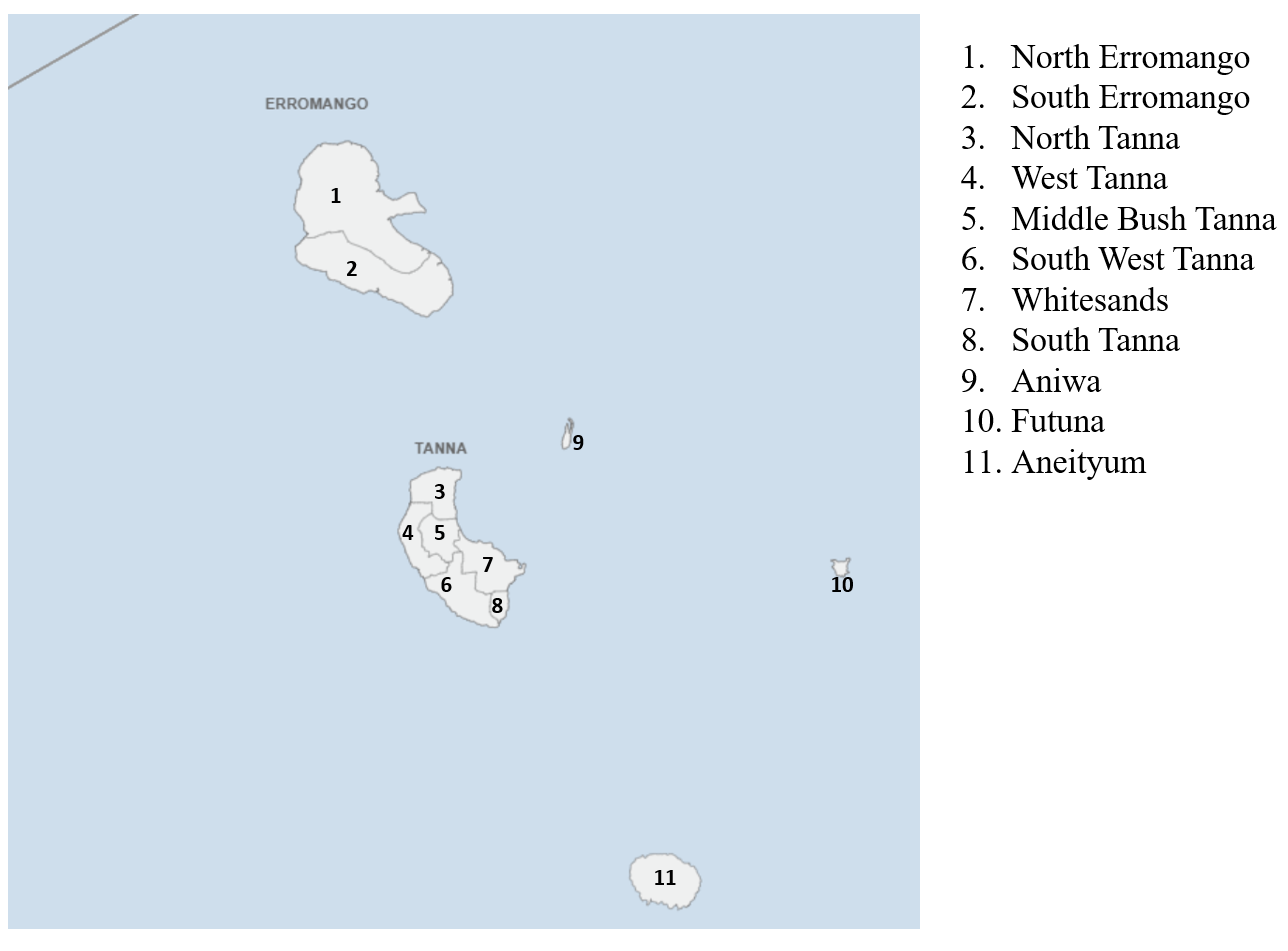 ERROMANGO
1
2
TANNA
9
3
4
5
7
6
8
10
11
1. North Erromango
2. South Erromango
3. North Tanna
4. West Tanna
5. Middle Bush Tanna
6. South West Tanna
7. Whitesands
8. South Tanna
9. Aniwa
10. Futuna
11. Aneityum